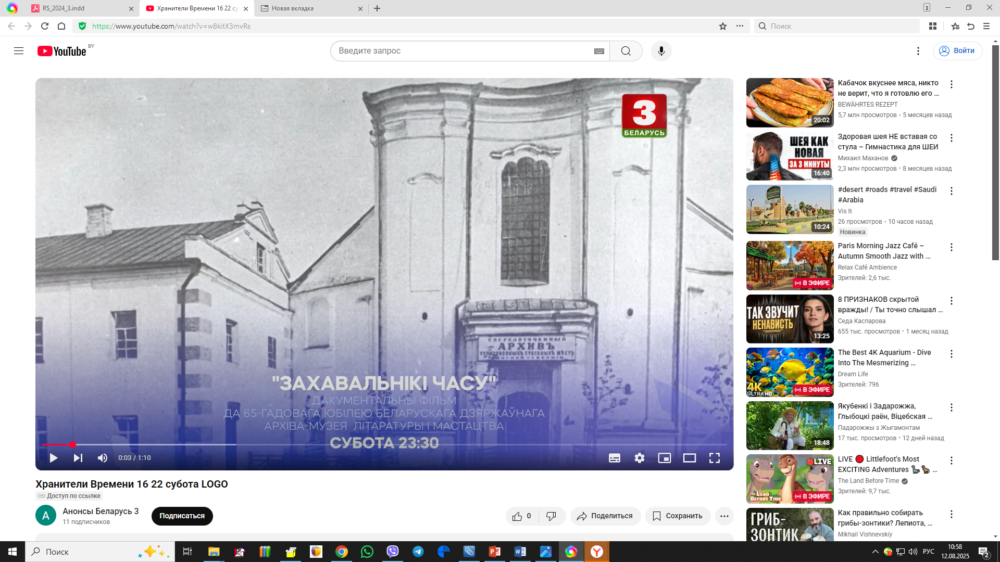 RS_2024_3.indd
Хранители Времени 16 22 су
Новая вкладка
3
https://www.youtube.com/watch?v=w8kitX3mvRs
Поиск
YouTube
BY
Введите запрос
Войти
3
БЕЛАРУСЬ
СОСРЕДОТОЧЕННЫЙ
АРХИВЪ
"ЗАХАВАЛЬНІКІ ЧАСУ"
ДАКУМЕНТАЛЬНЫ ФІЛЬМ
ДА 65-ГАДОВАГА ЮБІЛЕЮ БЕЛАРУСКАГА ДЗЯРЖАЎНАГА
АРХІВА-МУЗЕЯ ЛІТАРАТУРЫ І МАСТАЦТВА
СУБОТА 23:30
0:03 / 1:10
Хранители Времени 16 22 субота LOGO
Доступ по ссылке
А
Анонсы Беларусь 3
11 подписчиков
Подписаться
0
Поделиться
Сохранить
20:02
Кабачок вкуснее мяса, никто
не верит, что я готовлю его ...
BEWÄHRTES REZEPT
5,7 млн просмотров • 5 месяцев назад
ШЕЯ КАК
НОВАЯ
ЗА 3 МИНУТЫ
16:40
Здоровая шея НЕ вставая со
стула – Гимнастика для ШЕИ
Михаил Маханов
2,3 млн просмотров • 8 месяцев назад
10:24
#desert #roads #travel #Saudi
#Arabia
Vis It
26 просмотров • 10 часов назад
Новинка
В ЭФИРЕ
Paris Morning Jazz Café –
Autumn Smooth Jazz with ...
Relax Café Ambience
Зрителей: 2,6 тыс.
ТАК ЗВУЧИТ
НЕНАВИСТЬ
13:25
8 ПРИЗНАКОВ скрытой
вражды! / Ты точно слышал ...
Седа Каспарова
655 тыс. просмотров • 1 месяц назад
4K
ULTRA HD
В ЭФИРЕ
The Best 4K Aquarium - Dive
Into The Mesmerizing ...
Dream Life
Зрителей: 796
18:48
Якубенкі і Задарожжа,
Глыбоцкі раён, Віцебская ...
Падарожжы з Жыгамонтам
17 тыс. просмотров • 12 дней назад
LIVE
THE LAND
BEFORE TIME
В ЭФИРЕ
LIVE 🔴 Littlefoot's Most
EXCITING Adventures 🦕🦖 ...
The Land Before Time
Зрителей: 9,7 тыс.
ГРИБ-
ЗОНТИК
Как правильно собирать
грибы-зонтики? Лепиота, ...
Mikhail Vishnevskiy
Поиск
РУС
10:58
12.08.2025
2